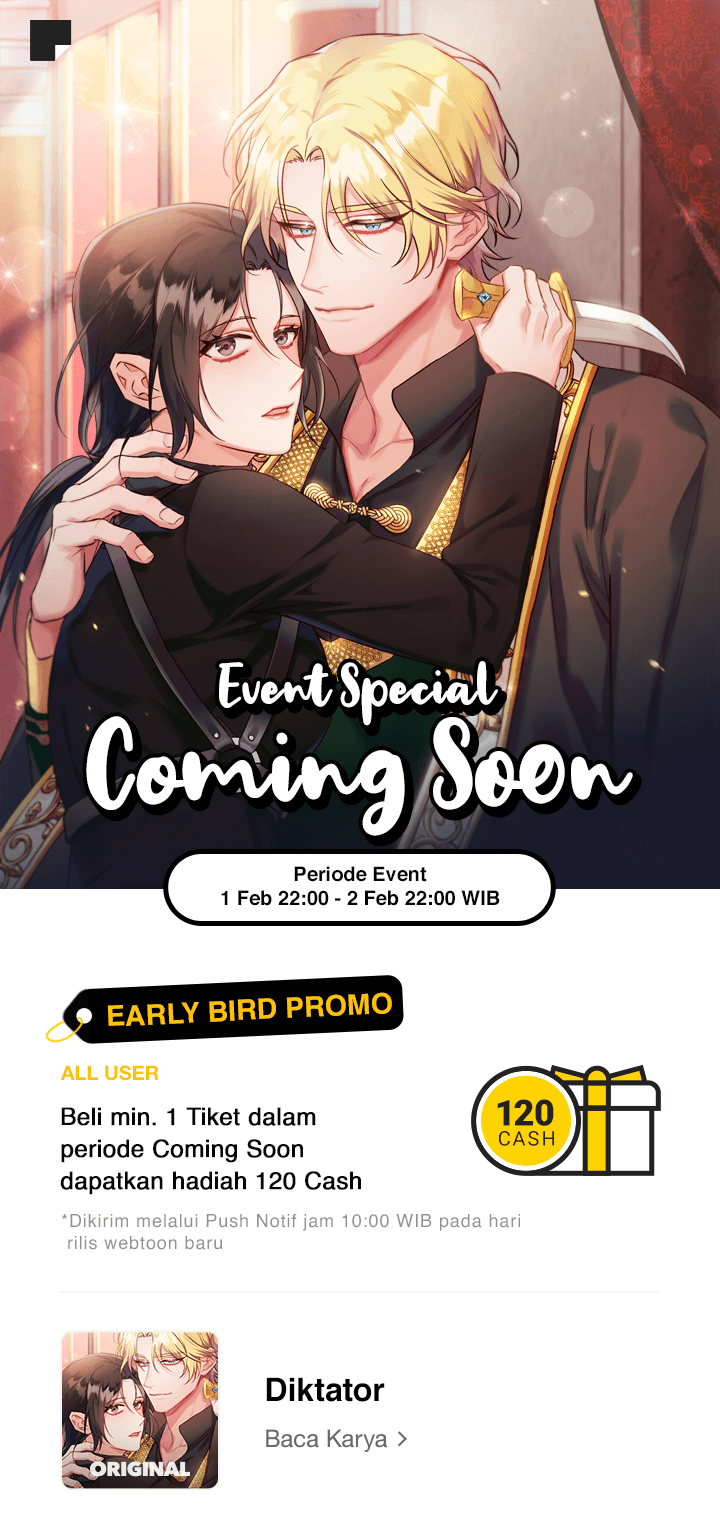 Event Special
Coming Soon
Periode Event
1 Feb 22:00 - 2 Feb 22:00 WIB
EARLY BIRD PROMO
ALL USER
Beli min. 1 Tiket dalam
periode Coming Soon
dapatkan hadiah 120 Cash
120
CASH
*Dikirim melalui Push Notif jam 10:00 WIB pada hari
rilis webtoon baru
Diktator
Baca Karya >
ORIGINAL